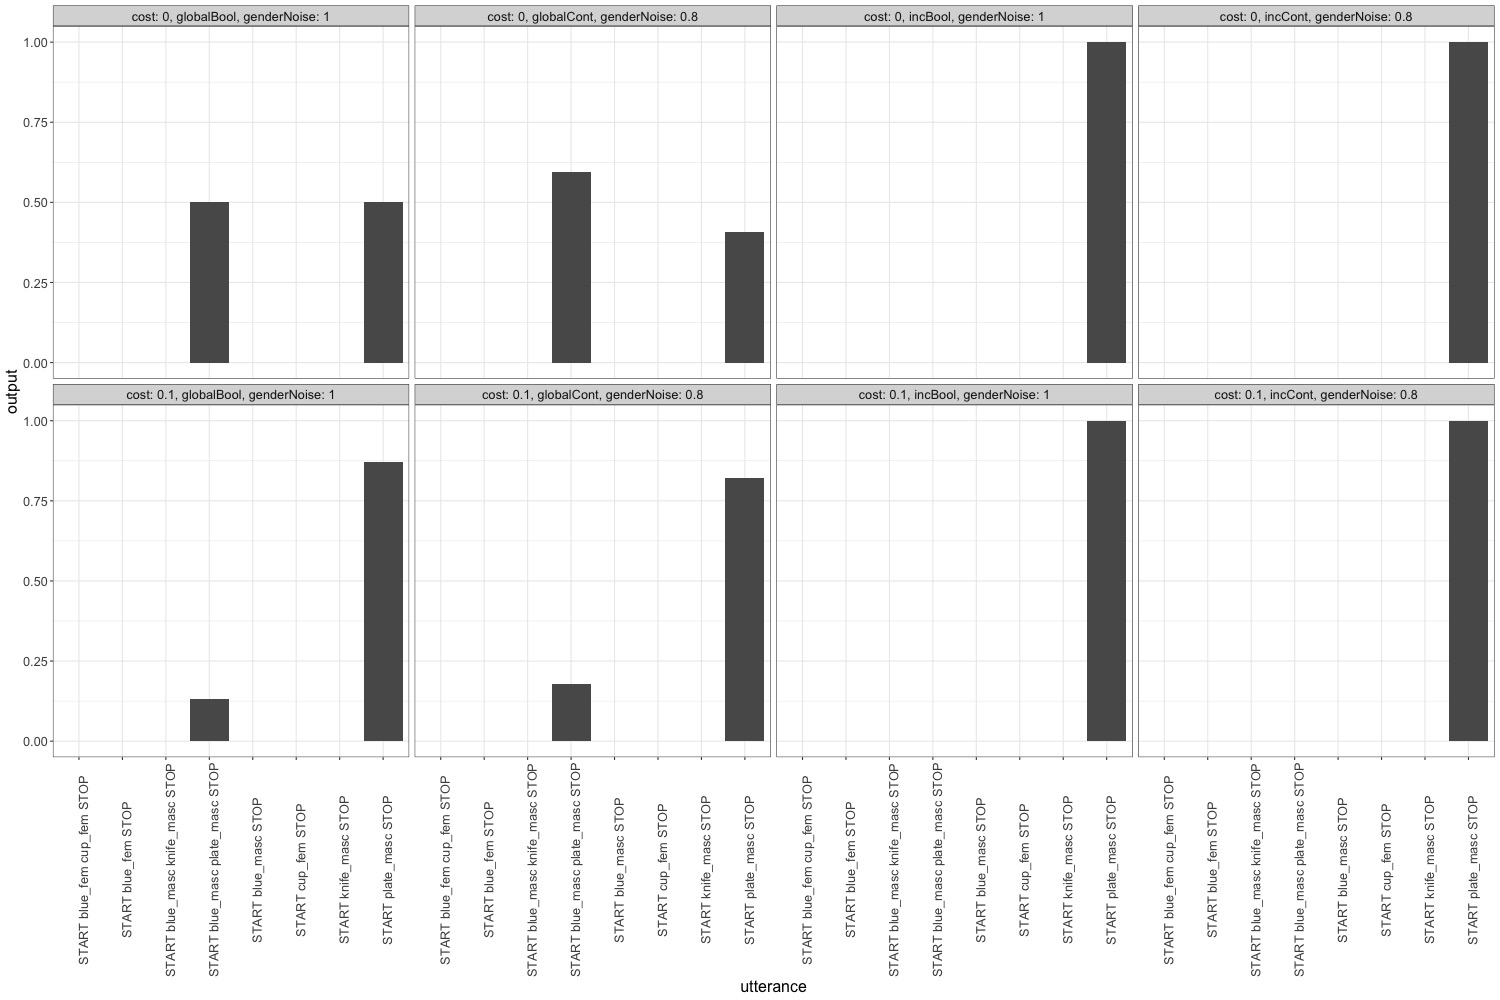 cost: 0, globalBool, genderNoise: 1
cost: 0, globalCont, genderNoise: 0.8
cost: 0, incBool, genderNoise: 1
cost: 0, incCont, genderNoise: 0.8
1.00
0.75
0.50
0.25
0.00
cost: 0.1, globalBool, genderNoise: 1
cost: 0.1, globalCont, genderNoise: 0.8
cost: 0.1, incBool, genderNoise: 1
cost: 0.1, incCont, genderNoise: 0.8
1.00
0.75
0.50
0.25
0.00
output
START blue_fem cup_fem STOP
START blue_fem STOP
START blue_masc knife_masc STOP
START blue_masc plate_masc STOP
START blue_masc STOP
START cup_fem STOP
START knife_masc STOP
START plate_masc STOP
START blue_fem cup_fem STOP
START blue_fem STOP
START blue_masc knife_masc STOP
START blue_masc plate_masc STOP
START blue_masc STOP
START cup_fem STOP
START knife_masc STOP
START plate_masc STOP
START blue_fem cup_fem STOP
START blue_fem STOP
START blue_masc knife_masc STOP
START blue_masc plate_masc STOP
START blue_masc STOP
START cup_fem STOP
START knife_masc STOP
START plate_masc STOP
START blue_fem cup_fem STOP
START blue_fem STOP
START blue_masc knife_masc STOP
START blue_masc plate_masc STOP
START blue_masc STOP
START cup_fem STOP
START knife_masc STOP
START plate_masc STOP
utterance